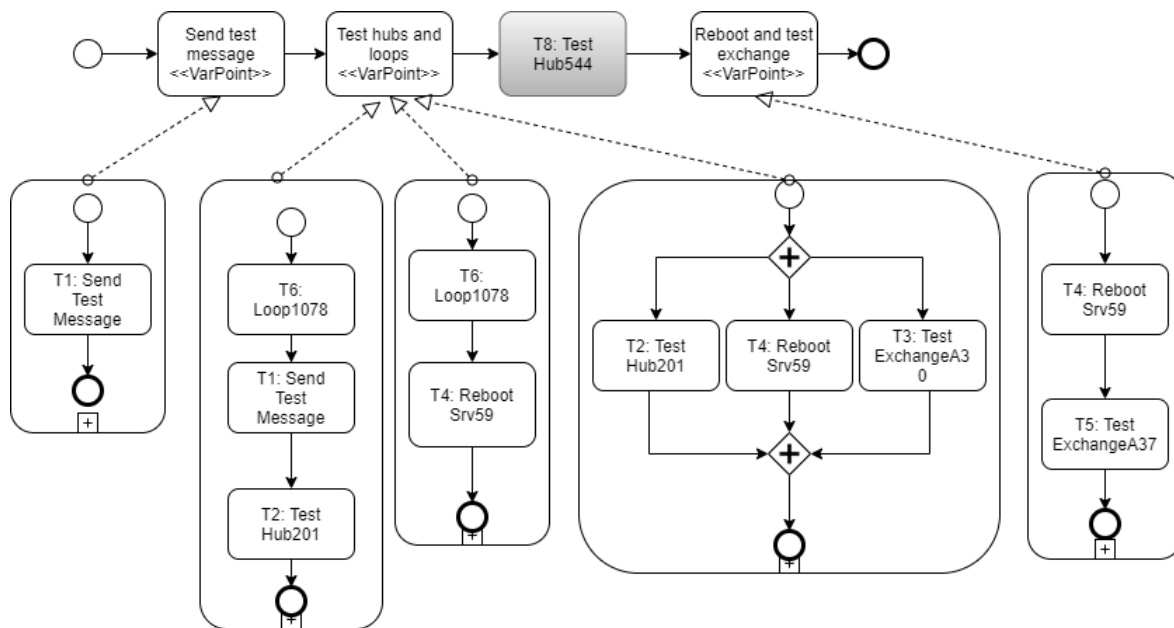 Send test
message
<<VarPoint>>
Test hubs and
loops
<<VarPoint>>
T8: Test
Hub544
Reboot and test
exchange
<<VarPoint>>
T1: Send
Test
Message
T6:
Loop1078
T1: Send
Test
Message
T2: Test
Hub201
T6:
Loop1078
T4: Reboot
Srv59
T2: Test
Hub201
T4: Reboot
Srv59
T3: Test
ExchangeA3
0
T4: Reboot
Srv59
T5: Test
ExchangeA37